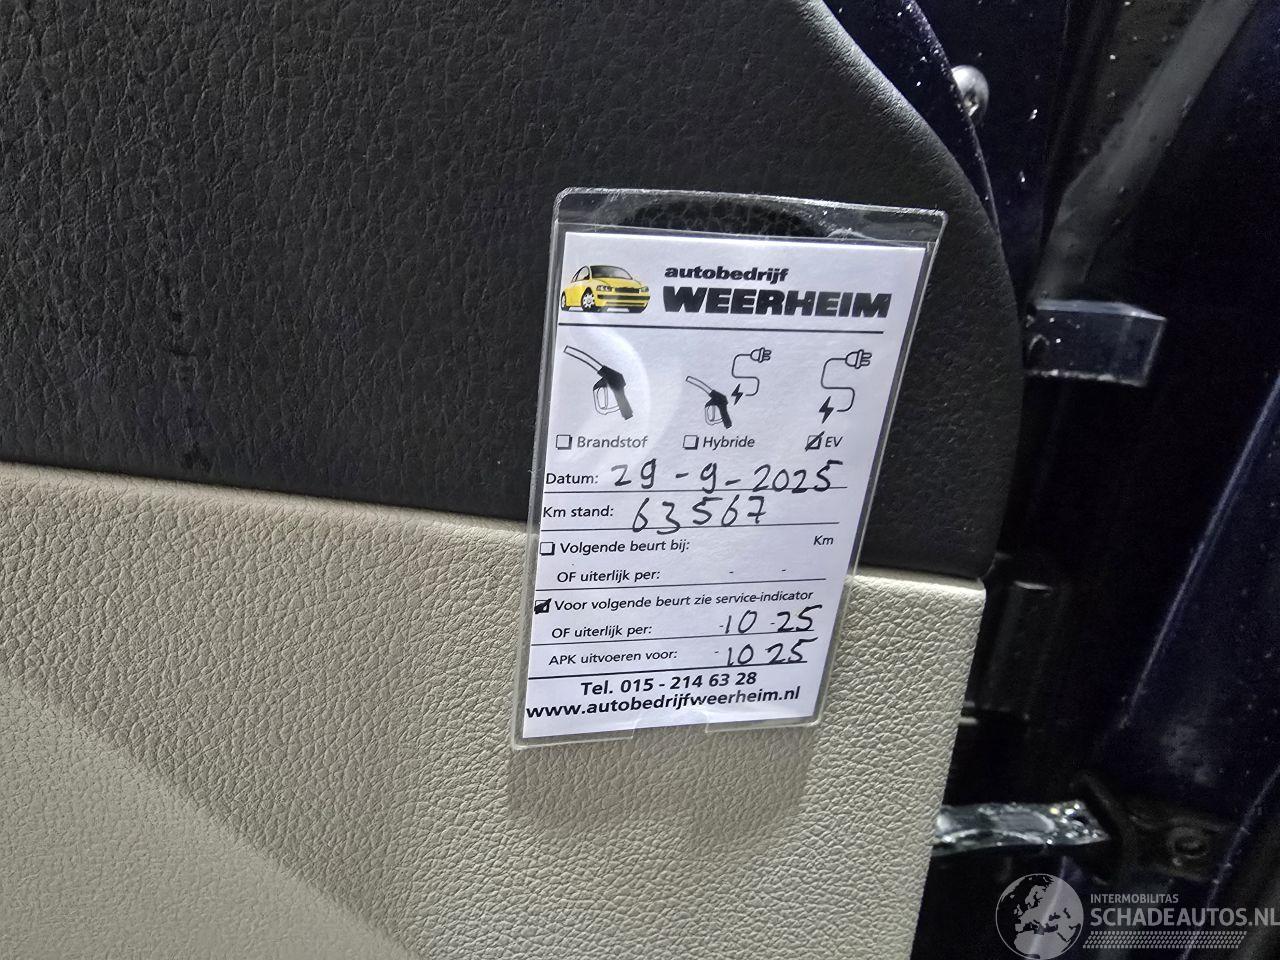 autobedrijf
WEERHEIM
Brandstof Hybride EV
Datum: 29-9-2025
Km stand: 63567
Volgende beurt bij: Km
OF uiterlijk per: - -
Voor volgende beurt zie service-indicator
OF uiterlijk per: -10-25
APK uitvoeren voor: -10 25
Tel. 015 - 214 63 28
www.autobedrijfweerheim.nl
INTERMOBILITAS
SCHADEAUTOS.NL